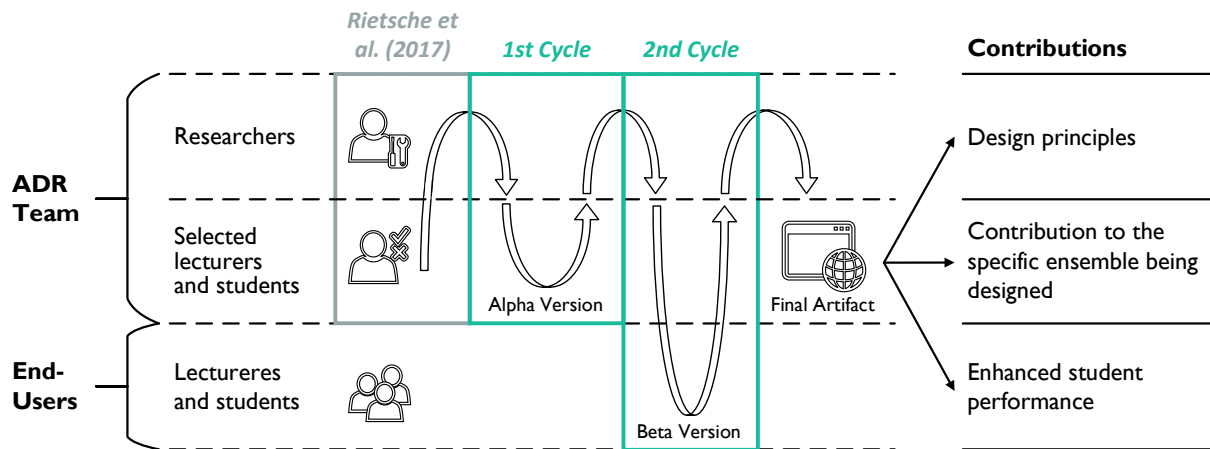 Rietsche et
al. (2017)
1st Cycle
2nd Cycle
Contributions
ADR
Team
Researchers
Design principles
Selected
lecturers
and students
Alpha Version
Final Artifact
Contribution to the
specific ensemble being
designed
End-
Users
Lectureres
and students
Beta Version
Enhanced student
performance